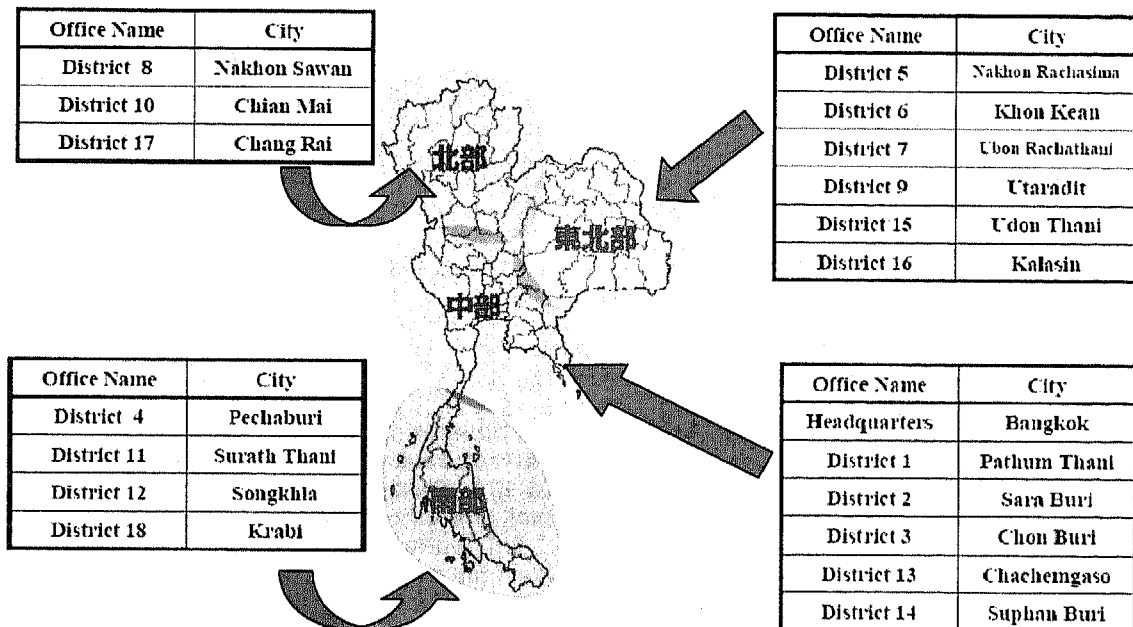 Office Name City
District 8 Nakhon Sawan
District 10 Chian Mai
District 17 Chang Rai
Office Name City
District 5 Nakhon Rachasima
District 6 Khon Kean
District 7 Ubon Rachathani
District 9 Utaradit
District 15 Udon Thani
District 16 Kalasin
北部
東北部
中部
南部
Office Name City
District 4 Pechaburi
District 11 Surath Thani
District 12 Songkhla
District 18 Krabi
Office Name City
Headquarters Bangkok
District 1 Pathum Thani
District 2 Sara Buri
District 3 Chon Buri
District 13 Chachemgaso
District 14 Suphan Buri